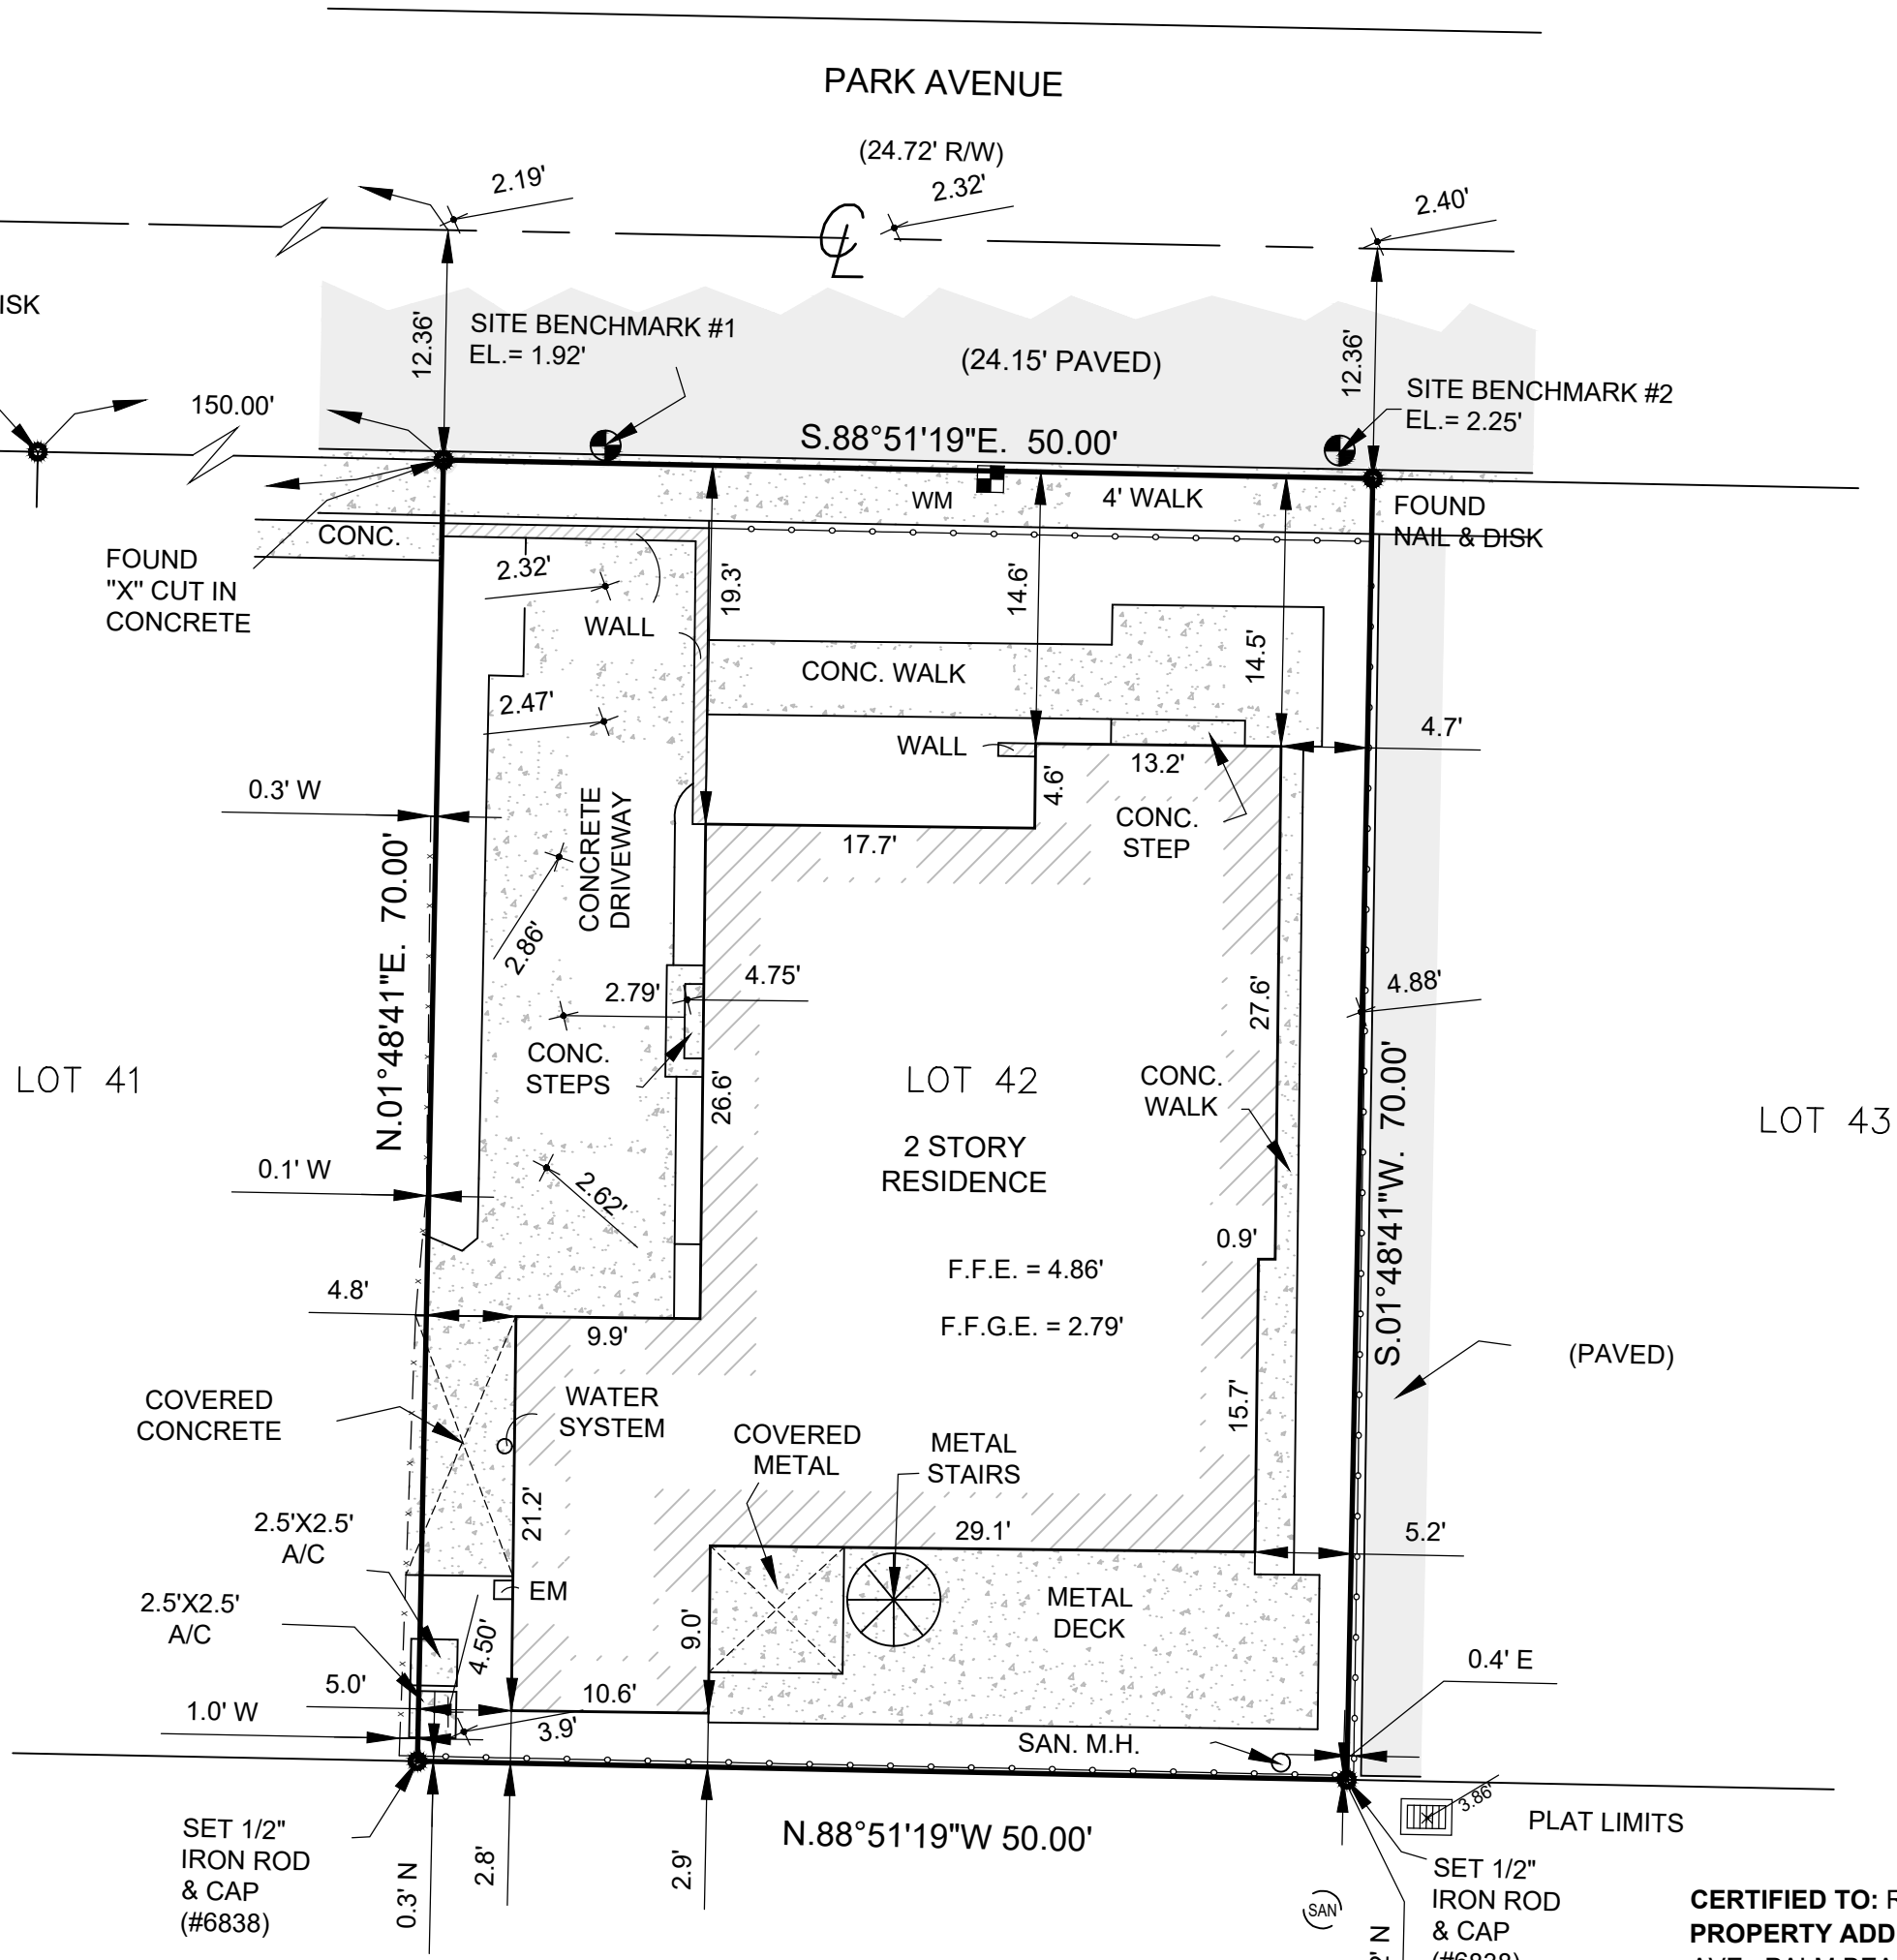 PARK AVENUE
(24.72' R/W)
2.19'
2.32'
2.40'
ISK
12.36'
SITE BENCHMARK #1
EL.= 1.92'
(24.15' PAVED)
12.36'
SITE BENCHMARK #2
EL.= 2.25'
150.00'
S.88°51'19"E. 50.00'
WM
4' WALK
FOUND
NAIL & DISK
CONC.
FOUND
"X" CUT IN
CONCRETE
2.32'
WALL
19.3'
14.6'
14.5'
CONC. WALK
2.47'
WALL
4.7'
13.2'
4.6'
0.3' W
CONCRETE
DRIVEWAY
17.7'
CONC.
STEP
N.01°48'41"E. 70.00'
2.86'
2.79'
4.75'
27.6'
4.88'
CONC.
STEPS
LOT 41
26.6'
LOT 42
CONC.
WALK
S.01°48'41"W. 70.00'
LOT 43
2 STORY
RESIDENCE
0.1' W
2.62'
0.9'
F.F.E. = 4.86'
4.8'
F.F.G.E. = 2.79'
9.9'
(PAVED)
COVERED
CONCRETE
WATER
SYSTEM
15.7'
COVERED
METAL
METAL
STAIRS
21.2'
2.5'X2.5'
A/C
29.1'
5.2'
EM
2.5'X2.5'
A/C
4.50'
9.0'
METAL
DECK
0.4' E
5.0'
10.6'
1.0' W
3.9'
SAN. M.H.
3.86'
PLAT LIMITS
SET 1/2"
IRON ROD
& CAP
(#6838)
0.3' N
2.8'
2.9'
N.88°51'19"W 50.00'
SET 1/2"
IRON ROD
& CAP
(#6838)
SAN
' N
CERTIFIED TO: R
PROPERTY ADD